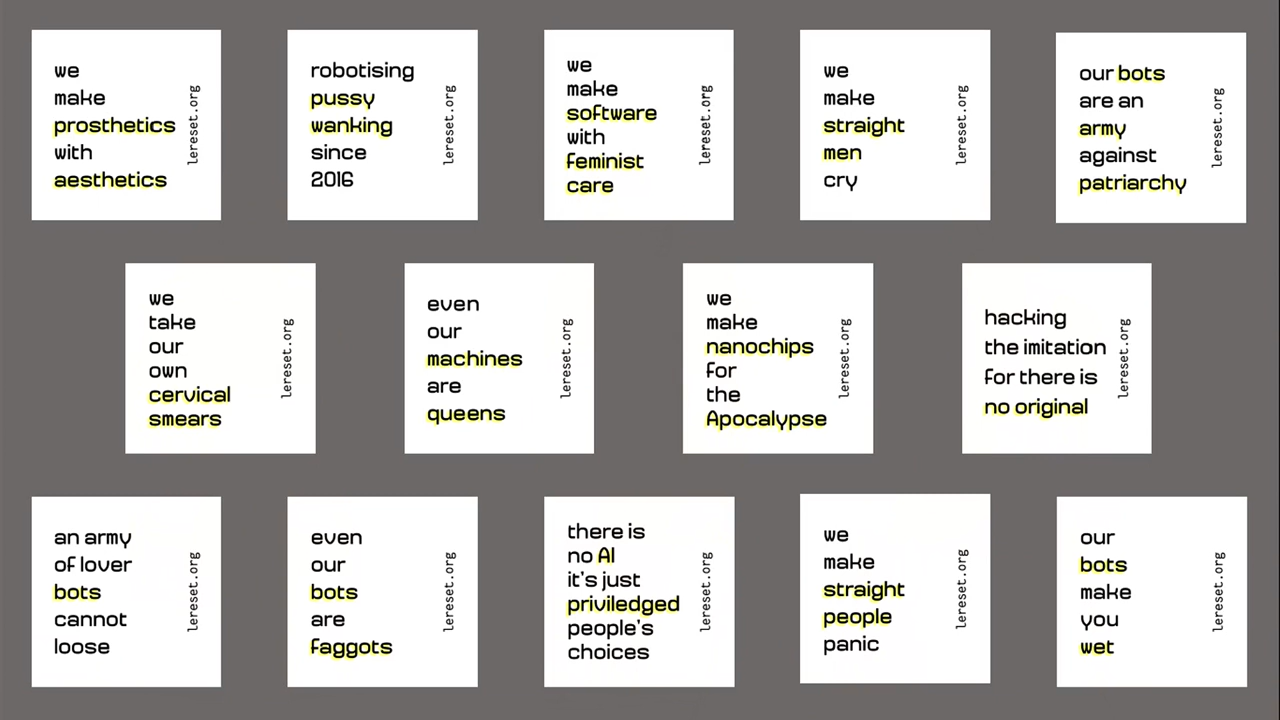 we
make
prosthetics
with
aesthetics
lereset.org
robotising
pussy
wanking
since
2016
lereset.org
we
make
software
with
feminist
care
lereset.org
we
make
straight
men
cry
lereset.org
our bots
are an
army
against
patriarchy
lereset.org
we
take
our
own
cervical
smears
lereset.org
even
our
machines
are
queens
lereset.org
we
make
nanochips
for
the
Apocalypse
lereset.org
hacking
the imitation
for there is
no original
lereset.org
an army
of lover
bots
cannot
loose
lereset.org
even
our
bots
are
faggots
lereset.org
there is
no AI
it's just
priviledged
people's
choices
lereset.org
we
make
straight
people
panic
lereset.org
our
bots
make
you
wet
lereset.org